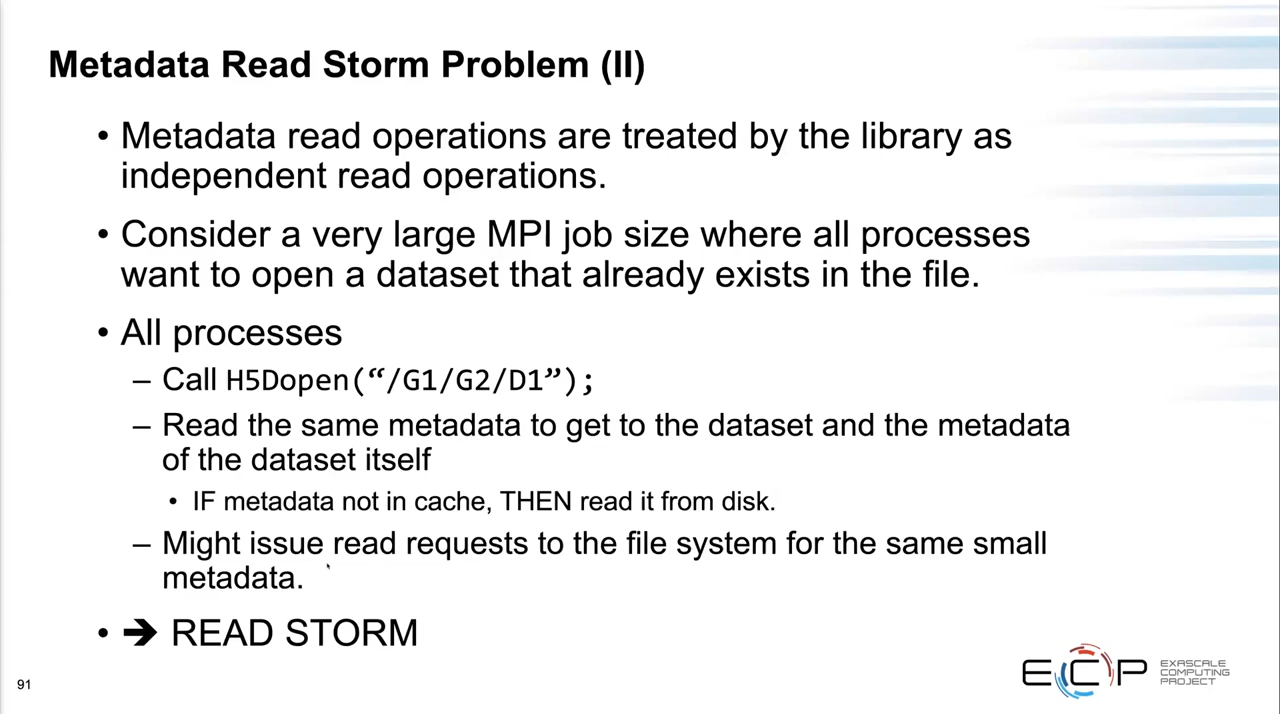 Metadata Read Storm Problem (II)
• Metadata read operations are treated by the library as
independent read operations.
• Consider a very large MPI job size where all processes
want to open a dataset that already exists in the file.
• All processes
– Call H5Dopen(“/G1/G2/D1”);
– Read the same metadata to get to the dataset and the metadata
of the dataset itself
• IF metadata not in cache, THEN read it from disk.
– Might issue read requests to the file system for the same small
metadata.
• ➔ READ STORM
91
ECP
EXASCALE
COMPUTING
PROJECT